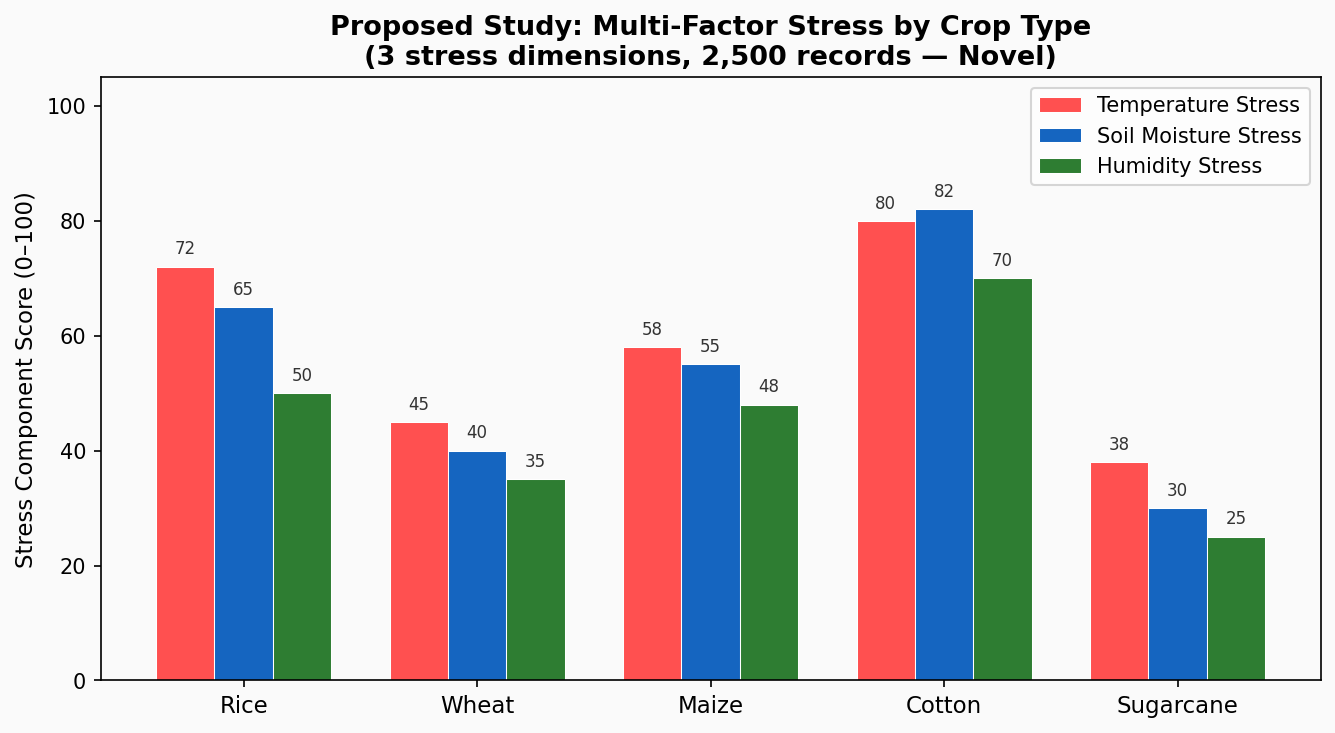 Proposed Study: Multi-Factor Stress by Crop Type
(3 stress dimensions, 2,500 records — Novel)
Temperature Stress
Soil Moisture Stress
Humidity Stress
Stress Component Score (0–100)
100
80
60
40
20
0
72
65
50
45
40
35
58
55
48
80
82
70
38
30
25
Rice
Wheat
Maize
Cotton
Sugarcane